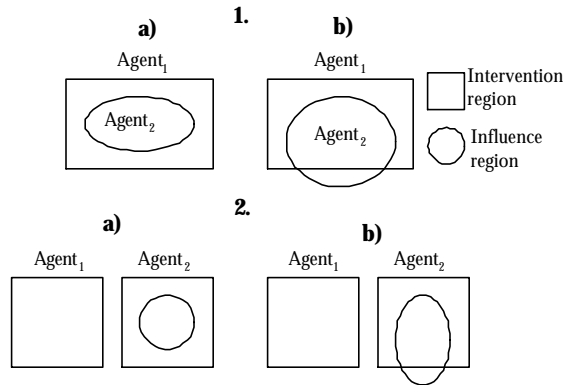 1.
a)
b)
Agent₁
Agent₁
Agent₂
Agent₂
Intervention
region
Influence
region
2.
a)
b)
Agent₁
Agent₂
Agent₁
Agent₂